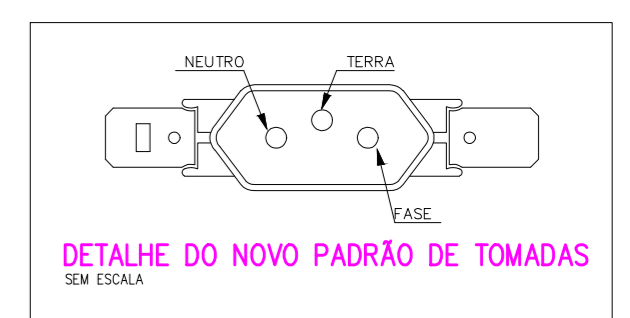 NEUTRO
TERRA
FASE
DETALHE DO NOVO PADRÃO DE TOMADAS
SEM ESCALA